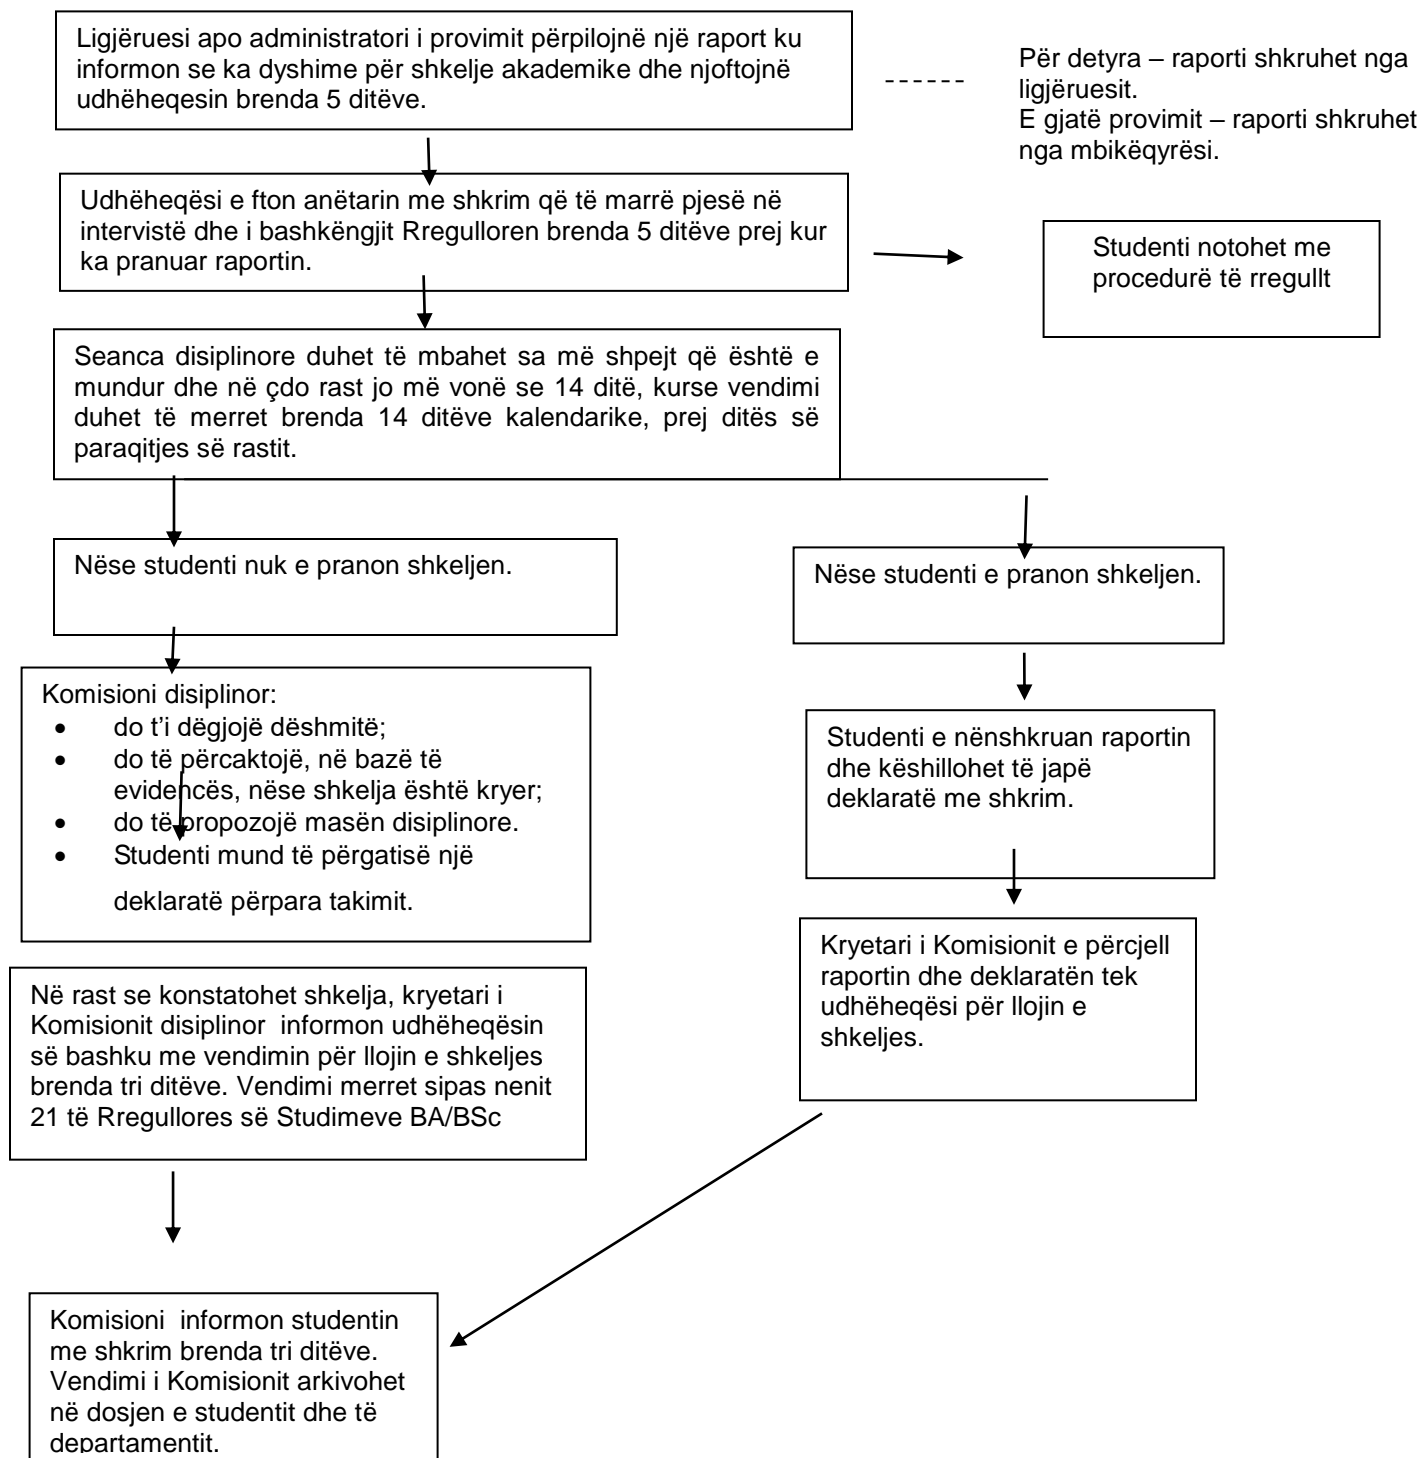 Ligjëruesi apo administratori i provimit përpilojnë një raport ku
informon se ka dyshime për shkelje akademike dhe njoftojnë
udhëheqesin brenda 5 ditëve.
Për detyra – raporti shkruhet nga
ligjëruesit.
E gjatë provimit – raporti shkruhet
nga mbikëqyrësi.
Udhëheqësi e fton anëtarin me shkrim që të marrë pjesë në
intervistë dhe i bashkëngjit Rregulloren brenda 5 ditëve prej kur
ka pranuar raportin.
Studenti notohet me
procedurë të rregullt
Seanca disiplinore duhet të mbahet sa më shpejt që është e
mundur dhe në çdo rast jo më vonë se 14 ditë, kurse vendimi
duhet të merret brenda 14 ditëve kalendarike, prej ditës së
paraqitjes së rastit.
Nëse studenti nuk e pranon shkeljen.
Nëse studenti e pranon shkeljen.
Komisioni disiplinor:
• do t’i dëgjojë dëshmitë;
• do të përcaktojë, në bazë të
evidencës, nëse shkelja është kryer;
• do të propozojë masën disiplinore.
• Studenti mund të përgatisë një
deklaratë përpara takimit.
Studenti e nënshkruan raportin
dhe këshillohet të japë
deklaratë me shkrim.
Kryetari i Komisionit e përcjell
raportin dhe deklaratën tek
udhëheqësi për llojin e
shkeljes.
Në rast se konstatohet shkelja, kryetari i
Komisionit disiplinor informon udhëheqësin
së bashku me vendimin për llojin e shkeljes
brenda tri ditëve. Vendimi merret sipas nenit
21 të Rregullores së Studimeve BA/BSc
Komisioni informon studentin
me shkrim brenda tri ditëve.
Vendimi i Komisionit arkivohet
në dosjen e studentit dhe të
departamentit.